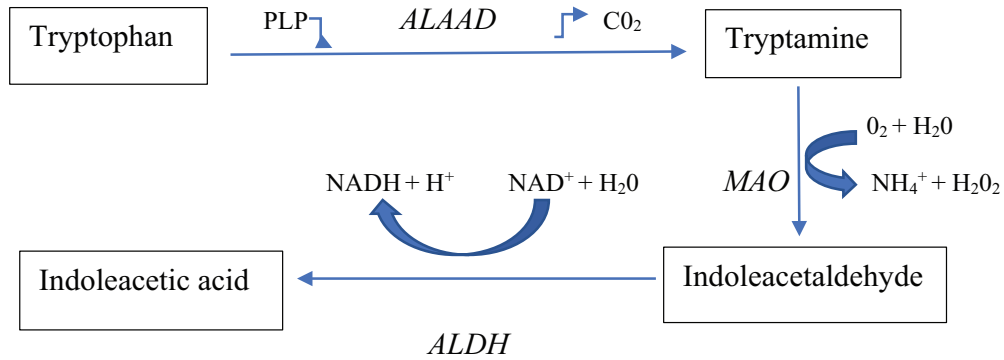 Tryptophan
PLP
ALAAD
C0₂
Tryptamine
0₂ + H₂0
MAO
NH₄⁺ + H₂0₂
NADH + H⁺
NAD⁺ + H₂0
Indoleacetic acid
Indoleacetaldehyde
ALDH